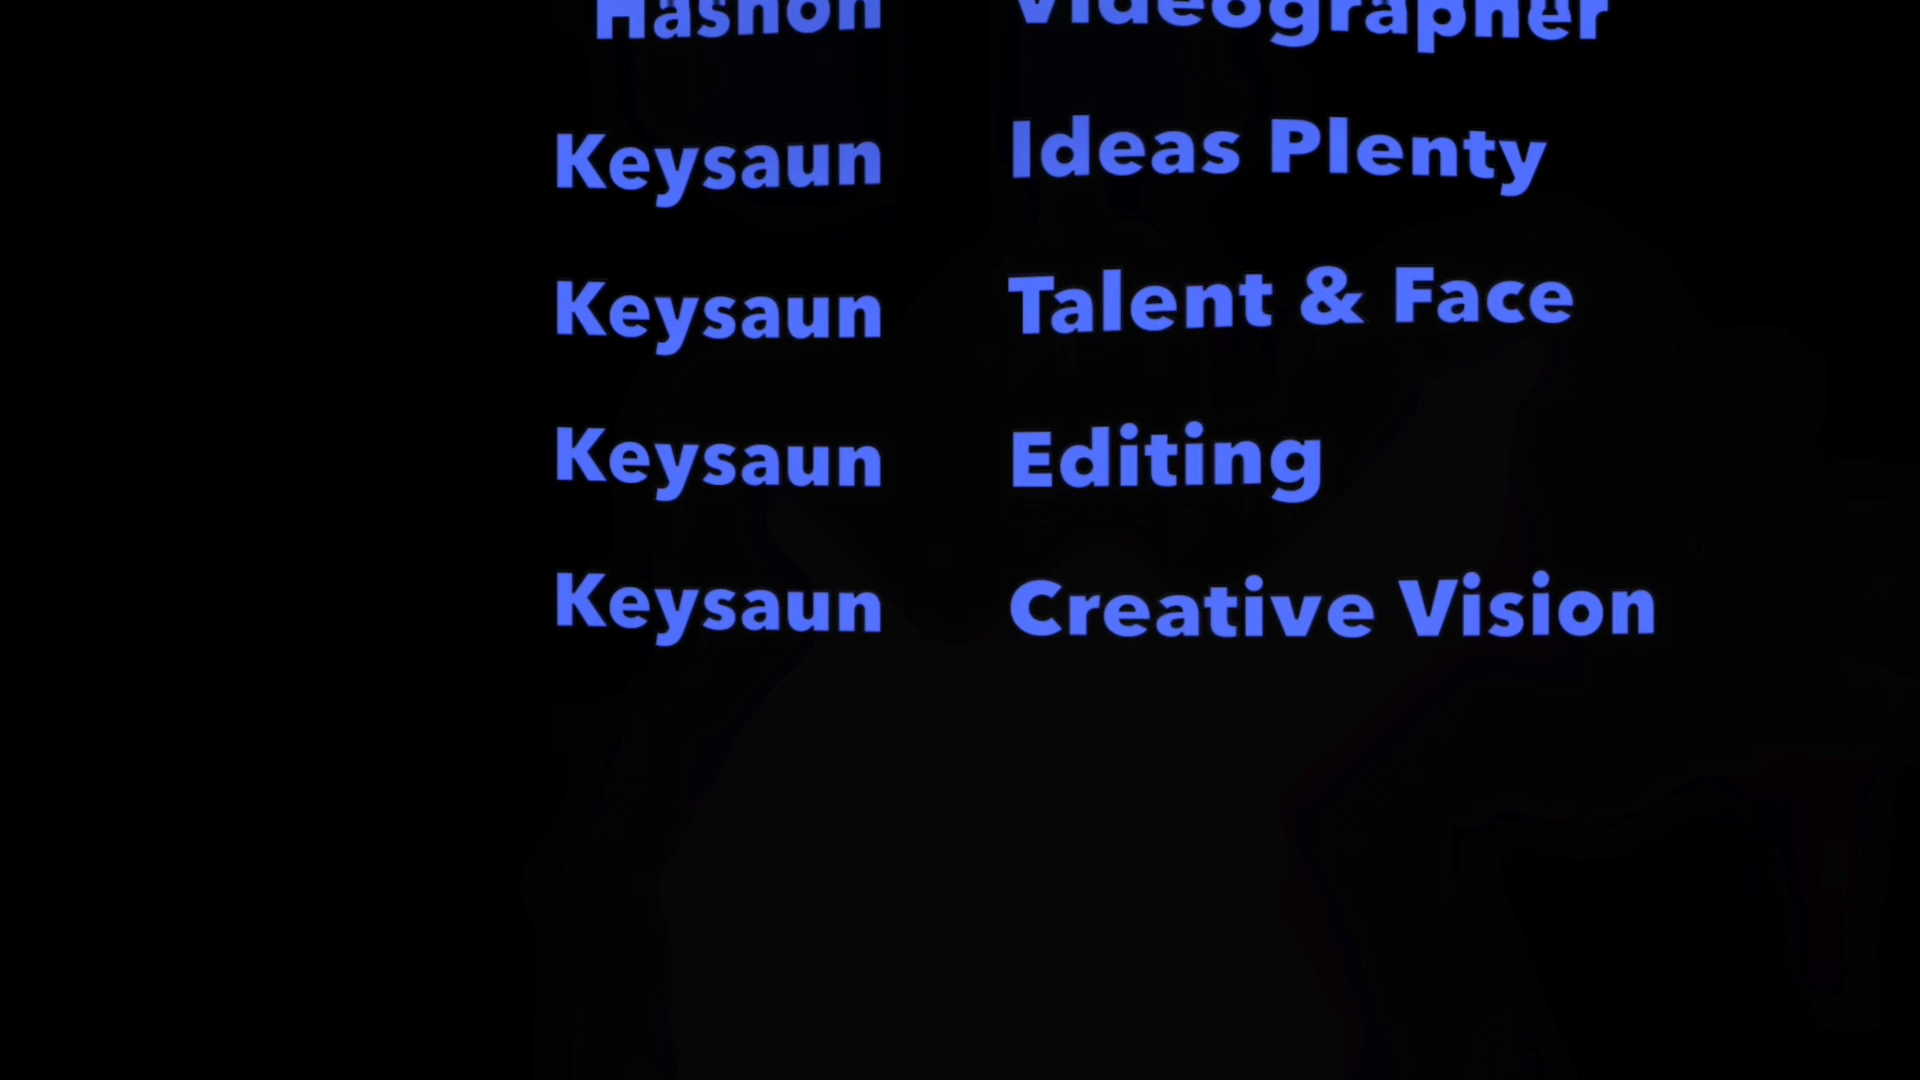 Hashon Videographer
Keysaun Ideas Plenty
Keysaun Talent & Face
Keysaun Editing
Keysaun Creative Vision